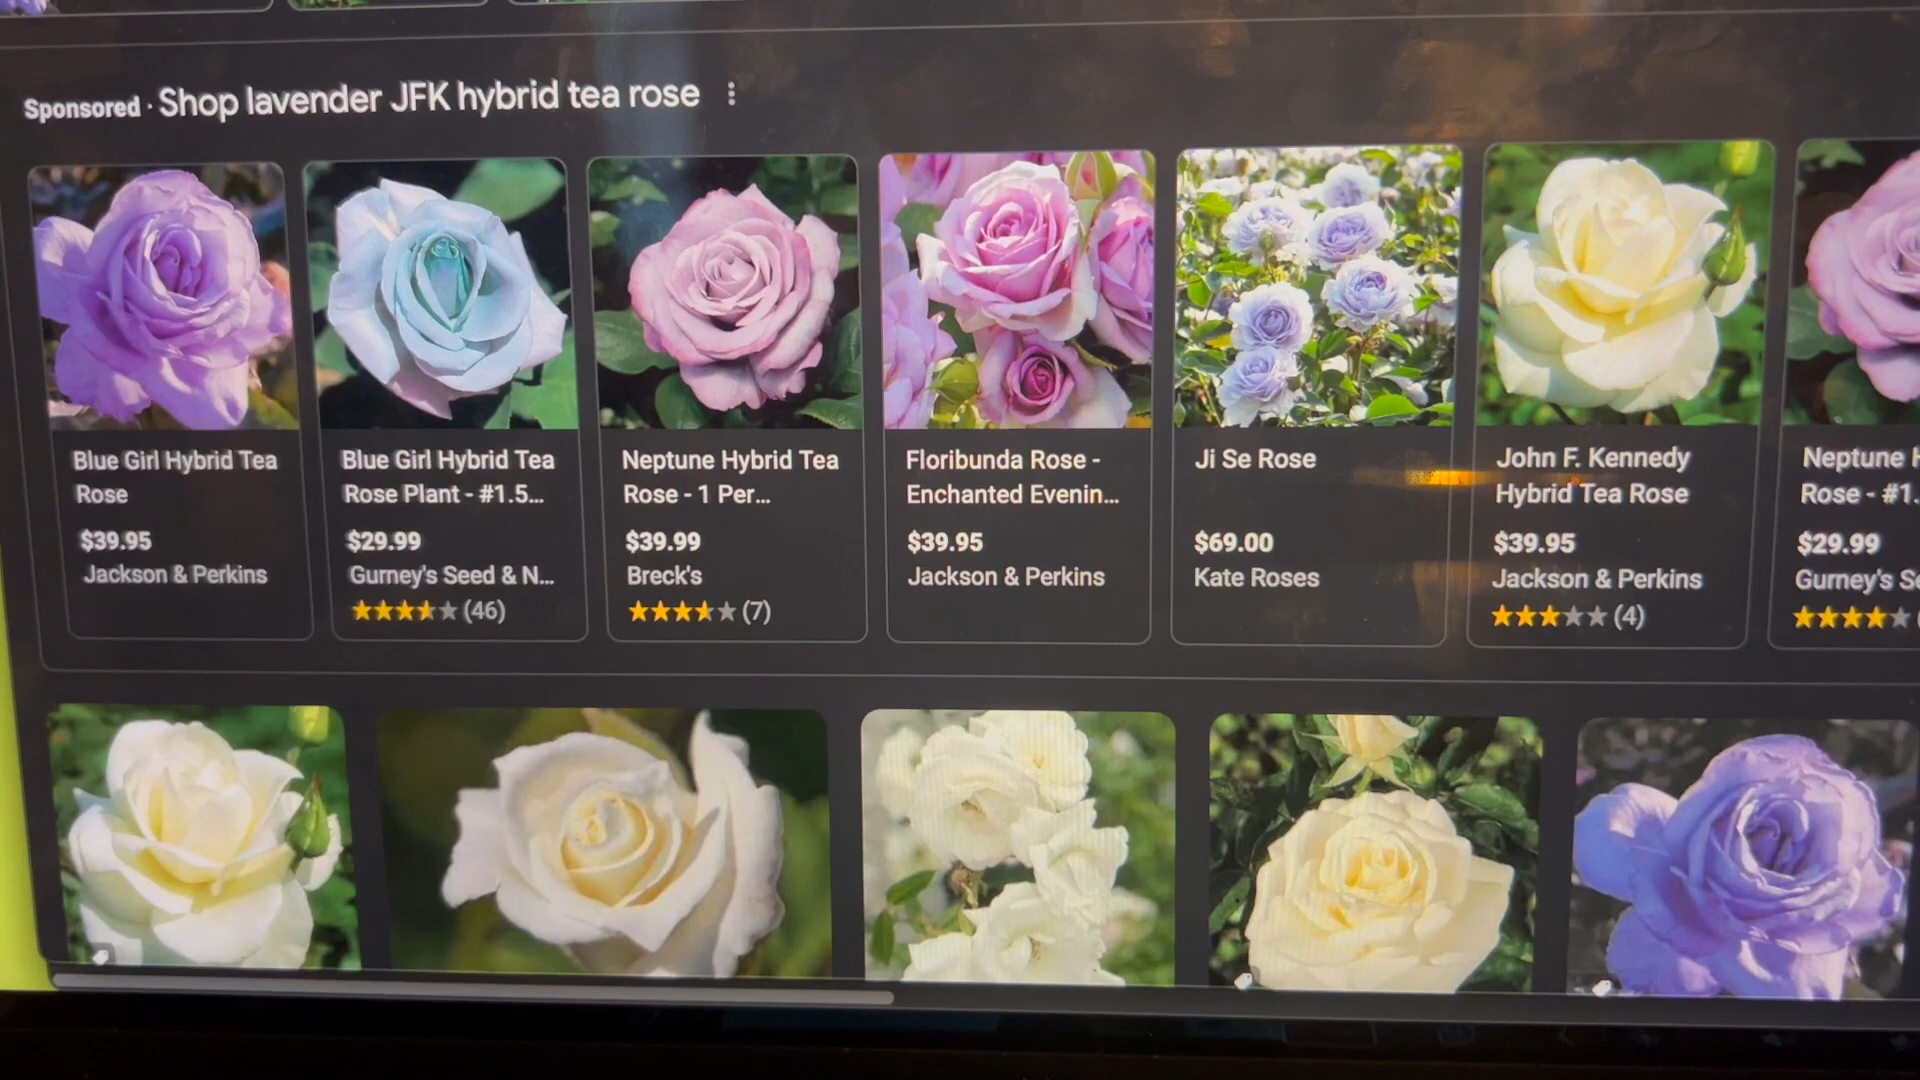 Sponsored · Shop lavender JFK hybrid tea rose
Blue Girl Hybrid Tea
Rose
$39.95
Jackson & Perkins
Blue Girl Hybrid Tea
Rose Plant - #1.5...
$29.99
Gurney's Seed & N...
(46)
Neptune Hybrid Tea
Rose - 1 Per...
$39.99
Breck's
(7)
Floribunda Rose -
Enchanted Evenin...
$39.95
Jackson & Perkins
Ji Se Rose
$69.00
Kate Roses
John F. Kennedy
Hybrid Tea Rose
$39.95
Jackson & Perkins
(4)
Neptune
Rose - #1.
$29.99
Gurney's